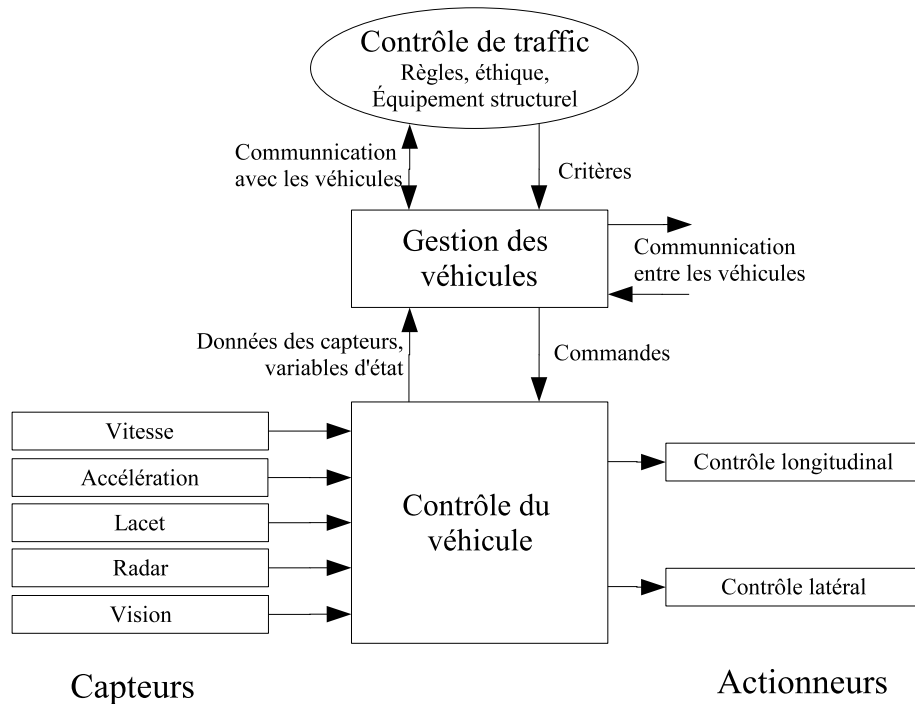 Contrôle de traffic
Règles, éthique,
Équipement structurel
Communnication
avec les véhicules
Critères
Gestion des
véhicules
Communnication
entre les véhicules
Données des capteurs,
variables d'état
Commandes
Vitesse
Accélération
Lacet
Radar
Vision
Contrôle du
véhicule
Contrôle longitudinal
Contrôle latéral
Capteurs
Actionneurs